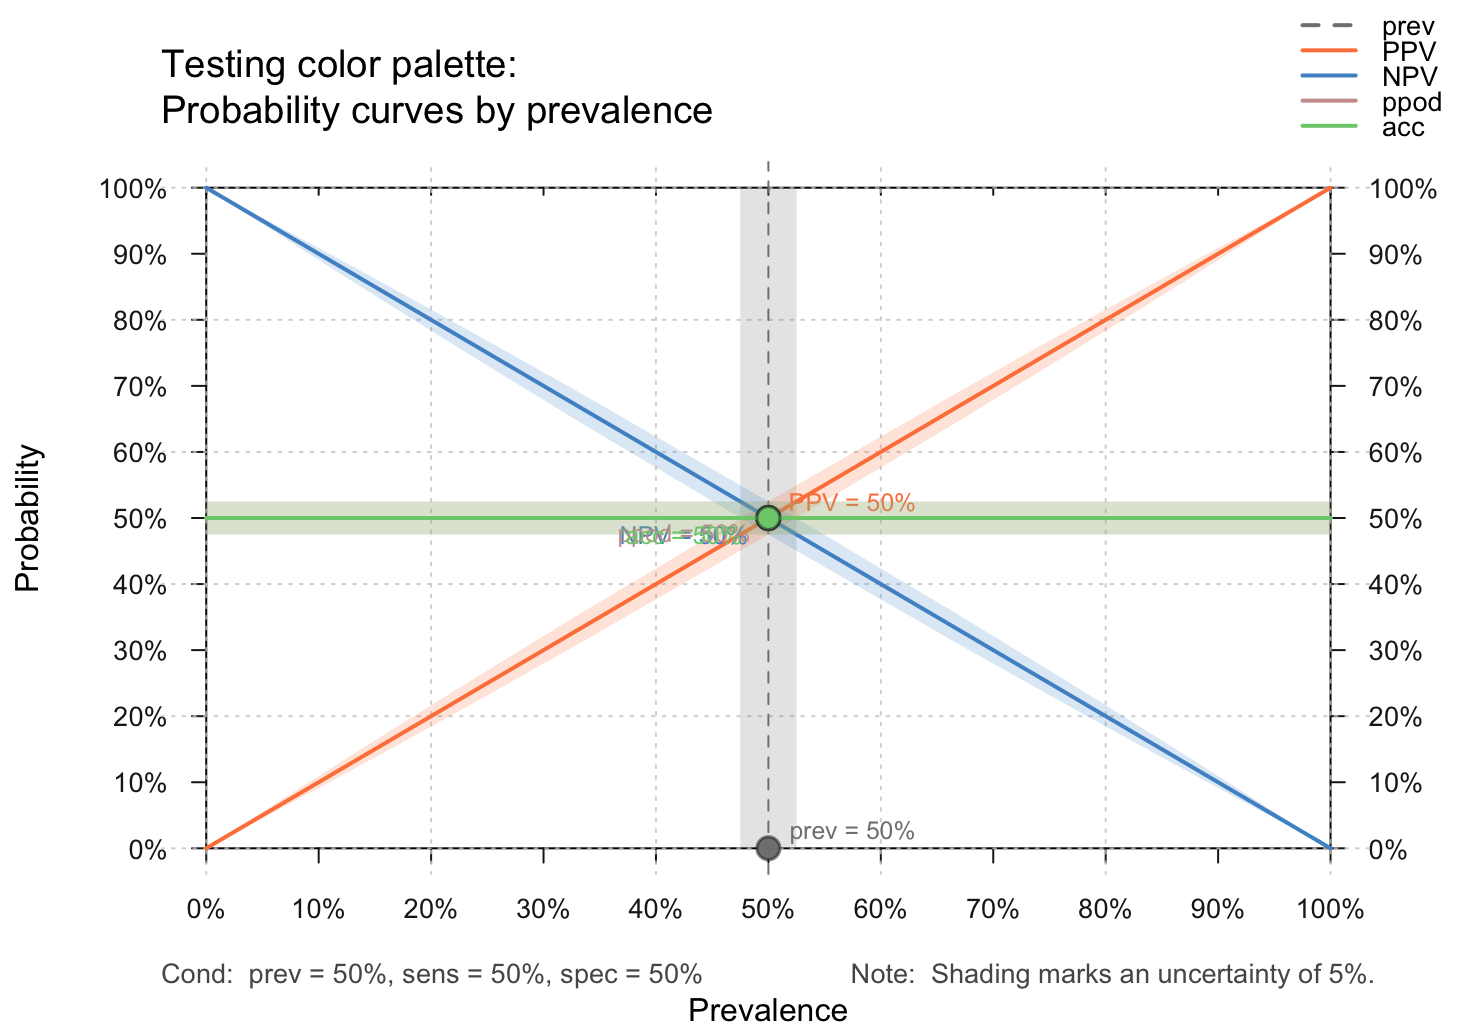 Testing color palette:
Probability curves by prevalence
prev
PPV
NPV
ppod
acc
Probability
100%
90%
80%
70%
60%
50%
40%
30%
20%
10%
0%
100%
90%
80%
70%
60%
50%
40%
30%
20%
10%
0%
PPV = 50%
NPV = 50%
prev = 50%
0%
10%
20%
30%
40%
50%
60%
70%
80%
90%
100%
Cond: prev = 50%, sens = 50%, spec = 50%
Note: Shading marks an uncertainty of 5%.
Prevalence